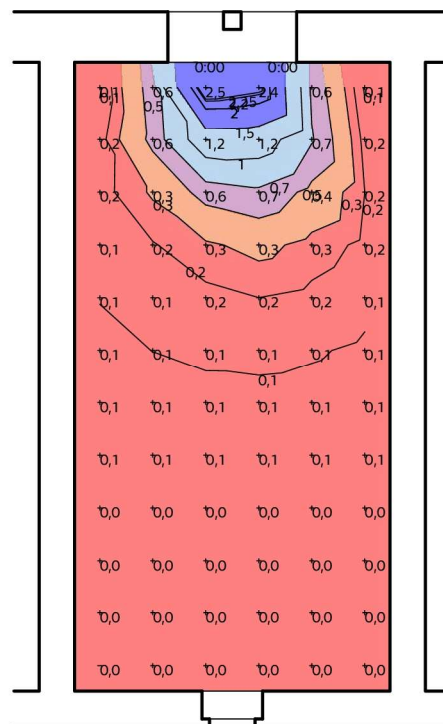 0:00 0:00
0,1 0,6 2,5 2,4 0,6 0,1
0,1 0,5 0,1
2
1,5
0,2 0,6 1,2 1,2 0,7 0,2
1
0,7
0,2 0,3 0,6 0,7 0,5 0,4 0,2
0,3 0,3 0,2
0,1 0,2 0,3 0,3 0,3 0,2
0,2
0,1 0,1 0,2 0,2 0,2 0,1
0,1 0,1 0,1 0,1 0,1 0,1
0,1
0,1 0,1 0,1 0,1 0,1 0,1
0,1 0,1 0,1 0,1 0,1 0,1
0,0 0,0 0,0 0,0 0,0 0,0
0,0 0,0 0,0 0,0 0,0 0,0
0,0 0,0 0,0 0,0 0,0 0,0
0,0 0,0 0,0 0,0 0,0 0,0